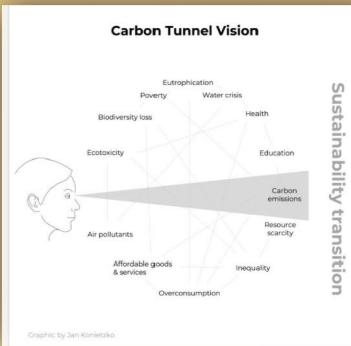 Carbon Tunnel Vision
Eutrophication
Poverty
Water crisis
Biodiversity loss
Health
Ecotoxicity
Education
Carbon
emissions
Resource
scarcity
Air pollutants
Affordable goods
& services
Inequality
Overconsumption
Sustainability transition
Graphic by Jan Konietzko